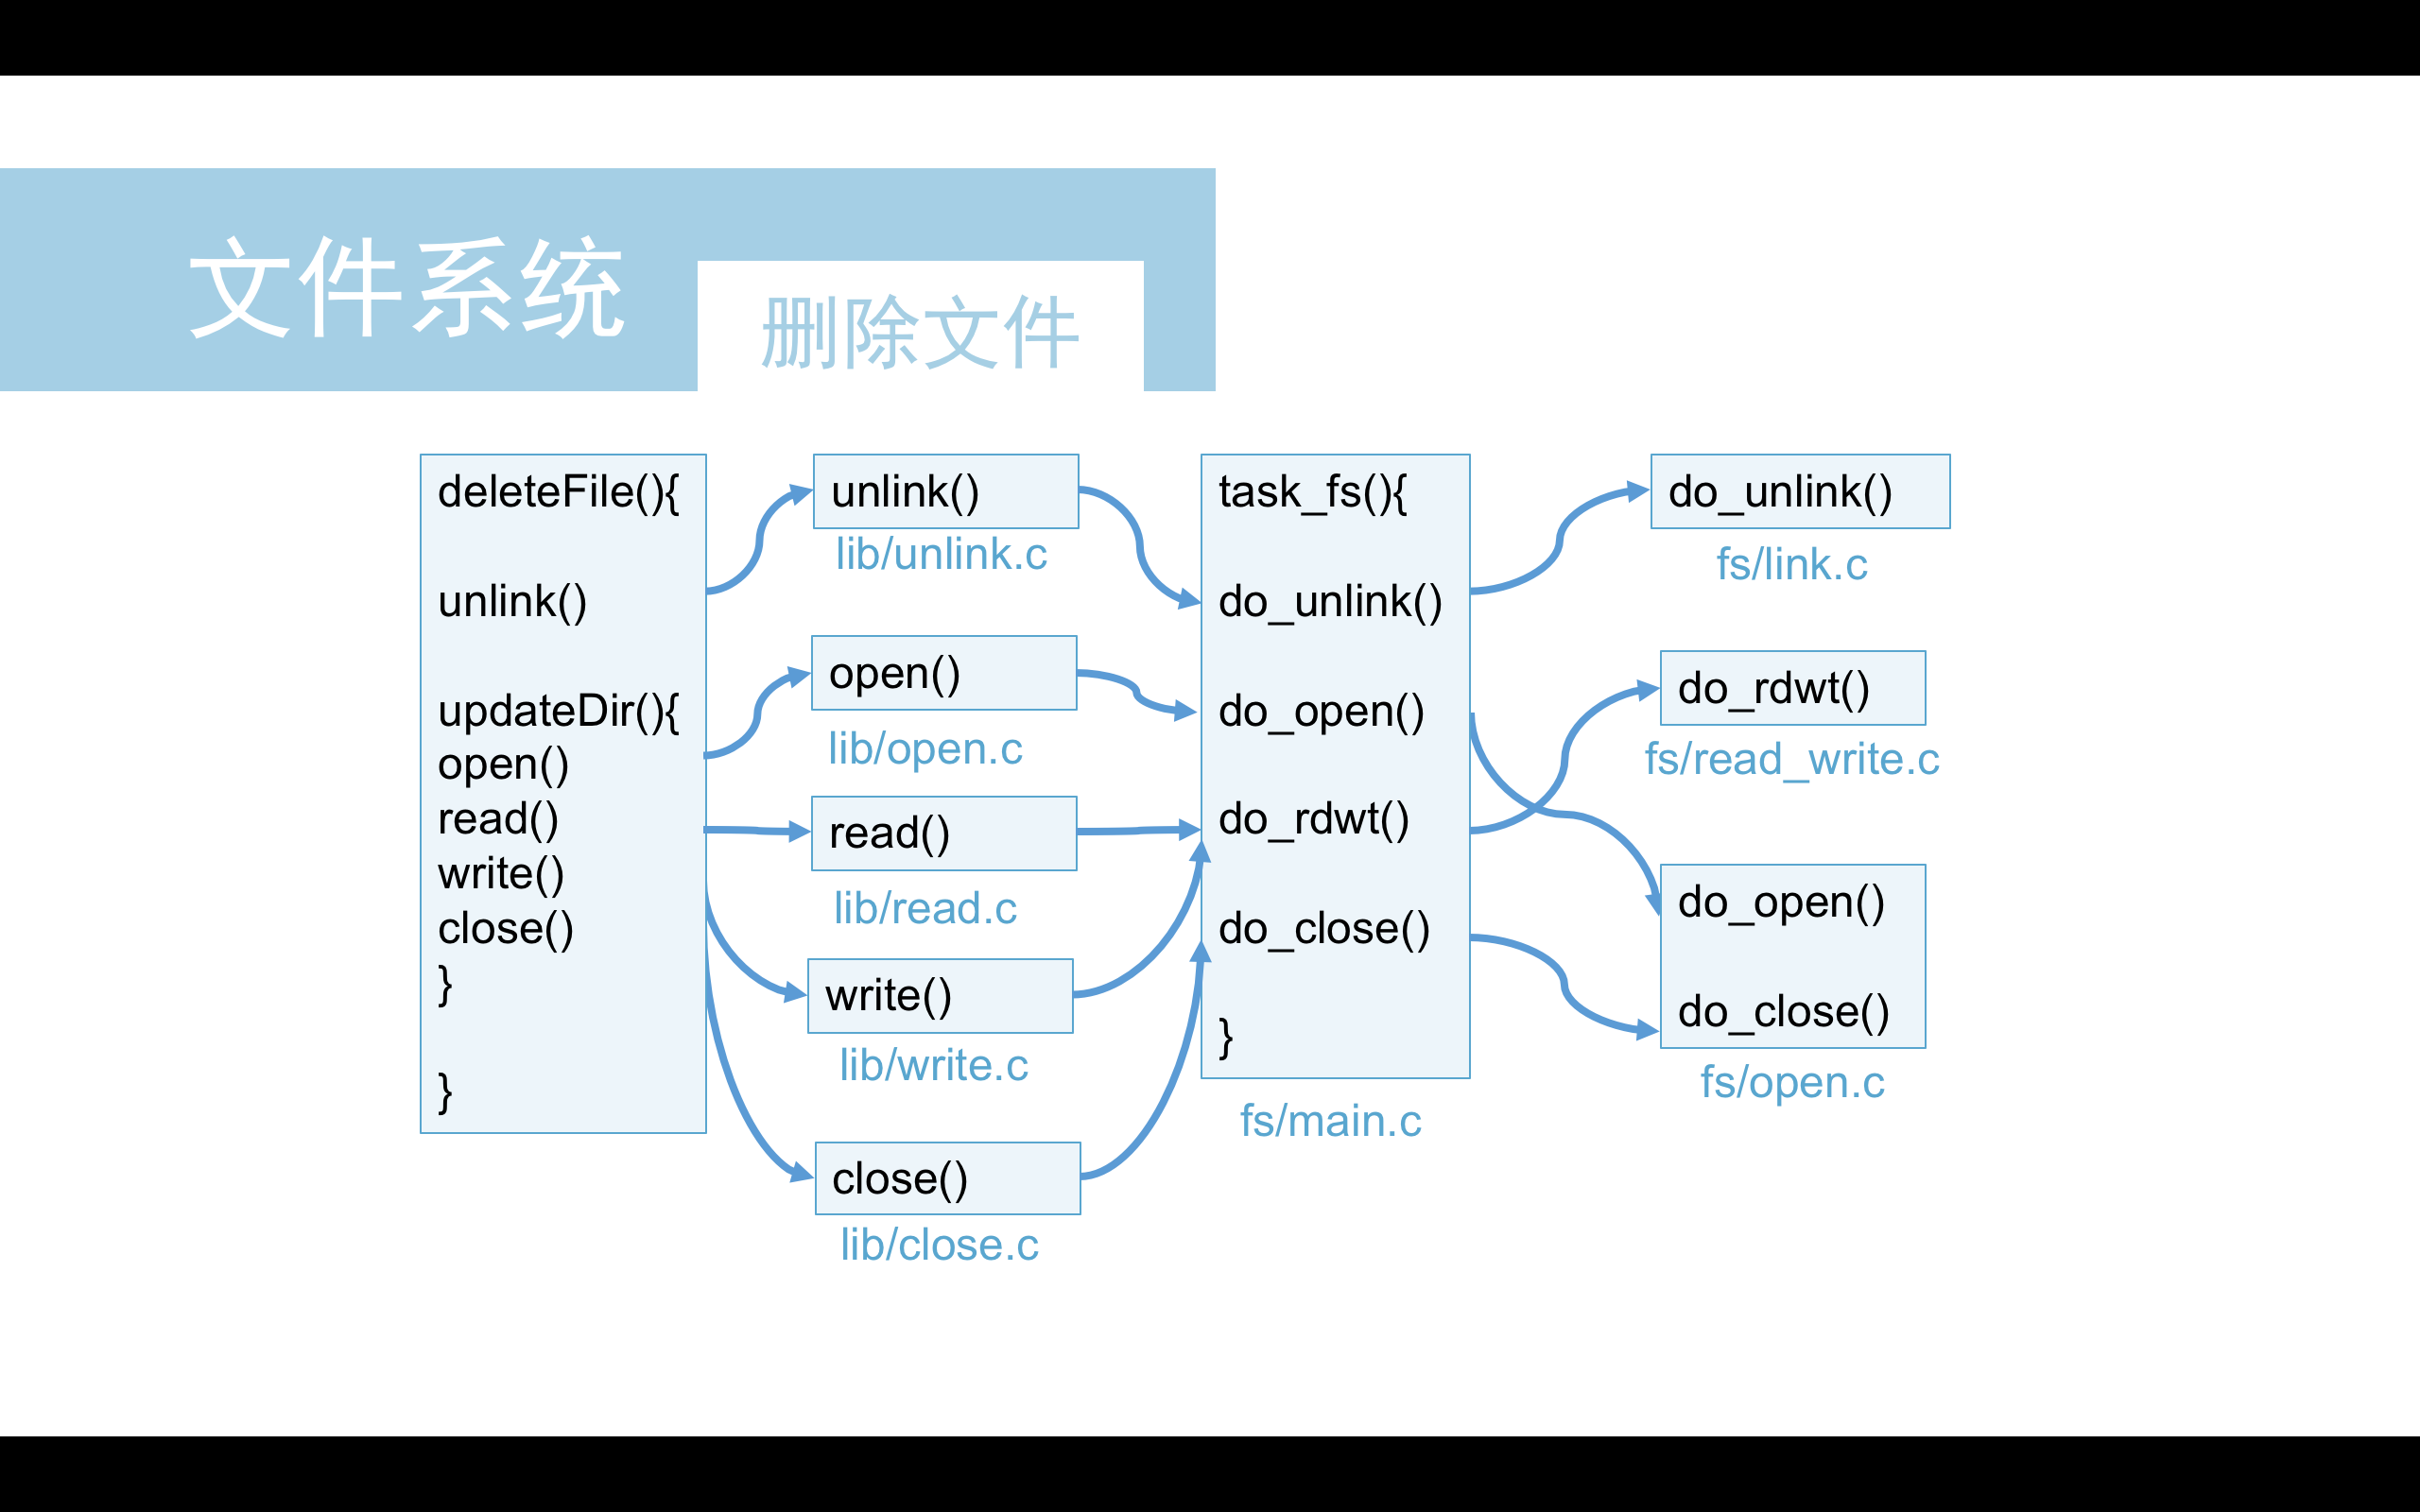 文件系统
删除文件
deleteFile(){
unlink()
updateDir(){
open()
read()
write()
close()
}
}
unlink()
lib/unlink.c
open()
lib/open.c
read()
lib/read.c
write()
lib/write.c
close()
lib/close.c
task_fs(){
do_unlink()
do_open()
do_rdwt()
do_close()
}
fs/main.c
do_unlink()
fs/link.c
do_rdwt()
fs/read_write.c
do_open()
do_close()
fs/open.c